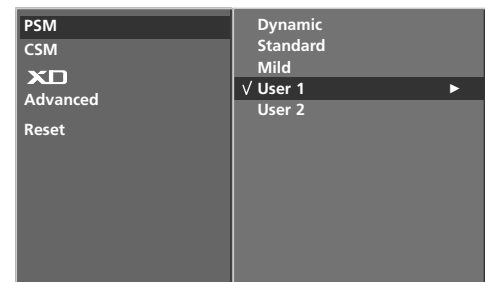 PSM
CSM
XD
Advanced
Reset
Dynamic
Standard
Mild
√ User 1 ►
User 2